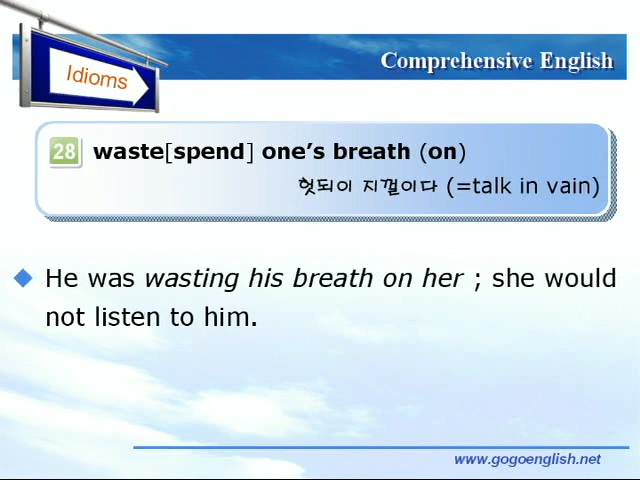 Idioms
Comprehensive English
28 waste[spend] one's breath (on)
헛되이 지껄이다 (=talk in vain)
He was wasting his breath on her ; she would
not listen to him.
www.gogoenglish.net